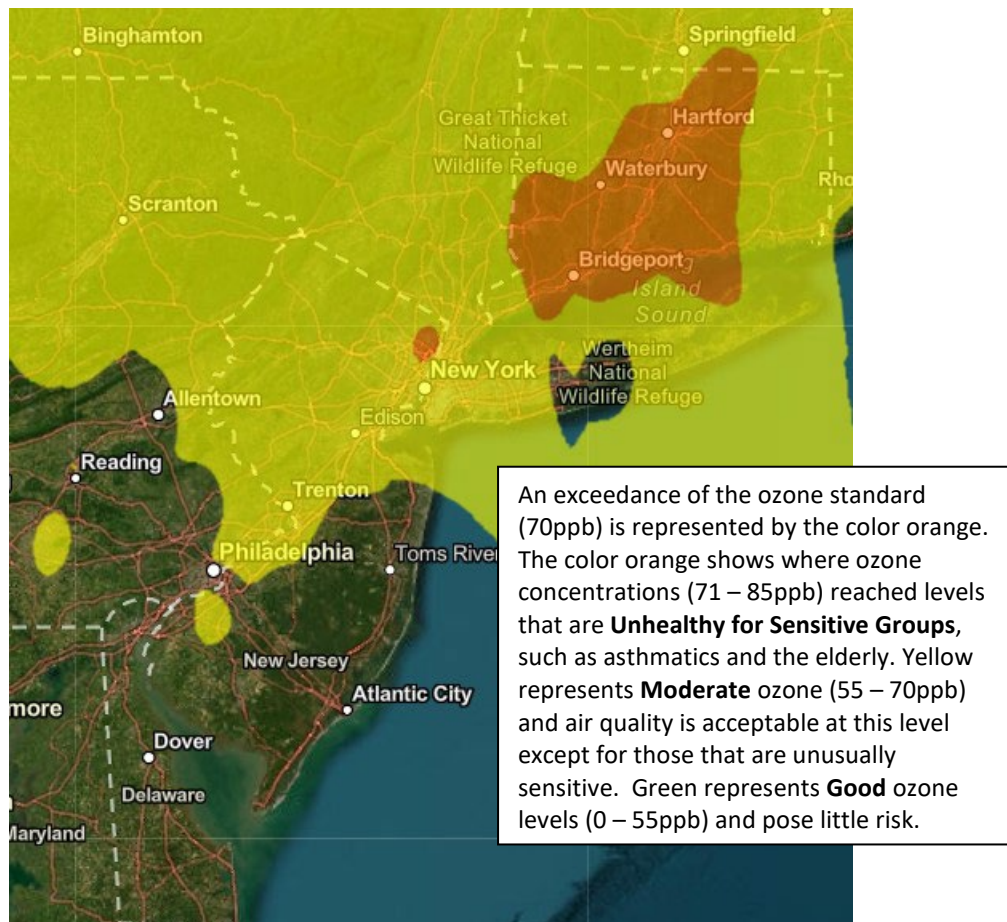 Binghamton
Springfield
Great Thicket
National
Wildlife Refuge
Hartford
Waterbury
Rho
Scranton
Bridgeport
g
Island
Sound
New York
Wertheim
National
Wildlife Refuge
Allentown
Edison
Reading
Trenton
Philadelphia
Toms River
New Jersey
Atlantic City
more
Dover
Delaware
Maryland
An exceedance of the ozone standard
(70ppb) is represented by the color orange.
The color orange shows where ozone
concentrations (71 – 85ppb) reached levels
that are Unhealthy for Sensitive Groups,
such as asthmatics and the elderly. Yellow
represents Moderate ozone (55 – 70ppb)
and air quality is acceptable at this level
except for those that are unusually
sensitive.  Green represents Good ozone
levels (0 – 55ppb) and pose little risk.